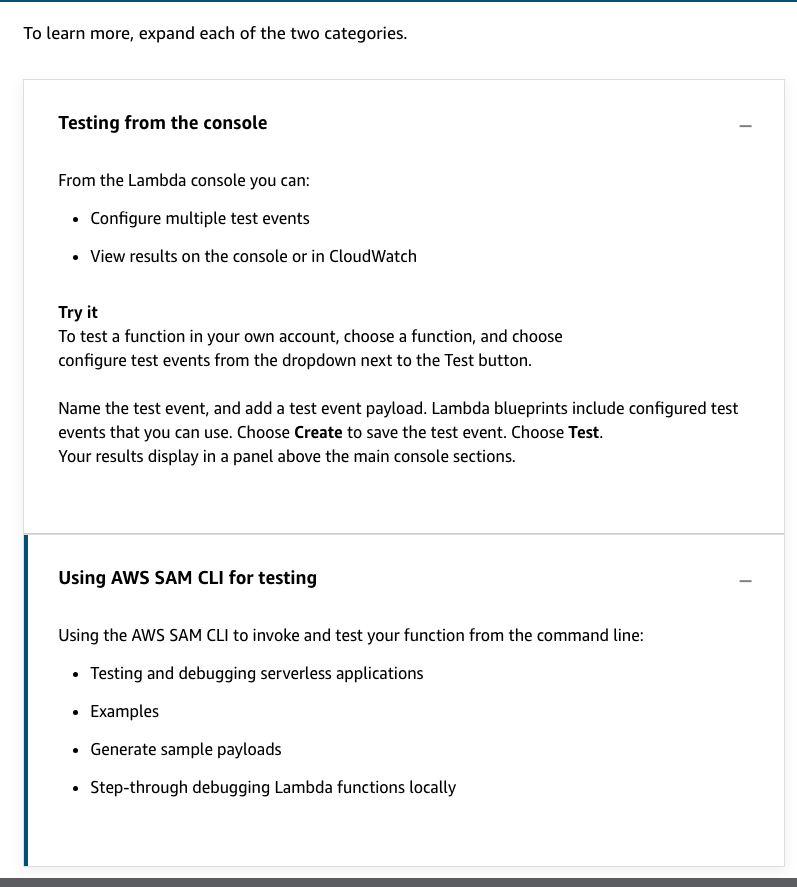 To learn more, expand each of the two categories.
Testing from the console
From the Lambda console you can:
• Configure multiple test events
• View results on the console or in CloudWatch
Try it
To test a function in your own account, choose a function, and choose
configure test events from the dropdown next to the Test button.
Name the test event, and add a test event payload. Lambda blueprints include configured test
events that you can use. Choose Create to save the test event. Choose Test.
Your results display in a panel above the main console sections.
Using AWS SAM CLI for testing
Using the AWS SAM CLI to invoke and test your function from the command line:
• Testing and debugging serverless applications
• Examples
• Generate sample payloads
• Step-through debugging Lambda functions locally